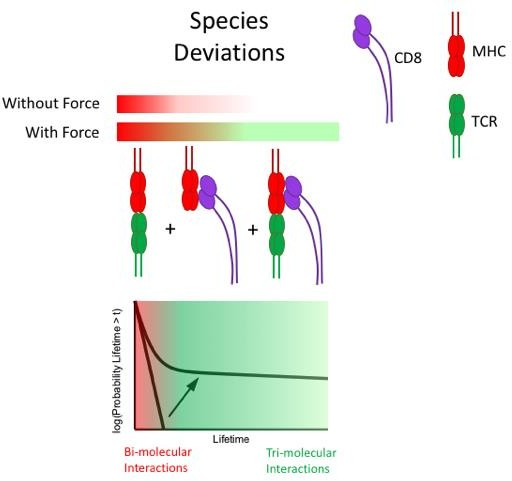 Species
Deviations
CD8
MHC
TCR
Without Force
With Force
+
+
log(Probability Lifetime > t)
Lifetime
Bi-molecular
Interactions
Tri-molecular
Interactions